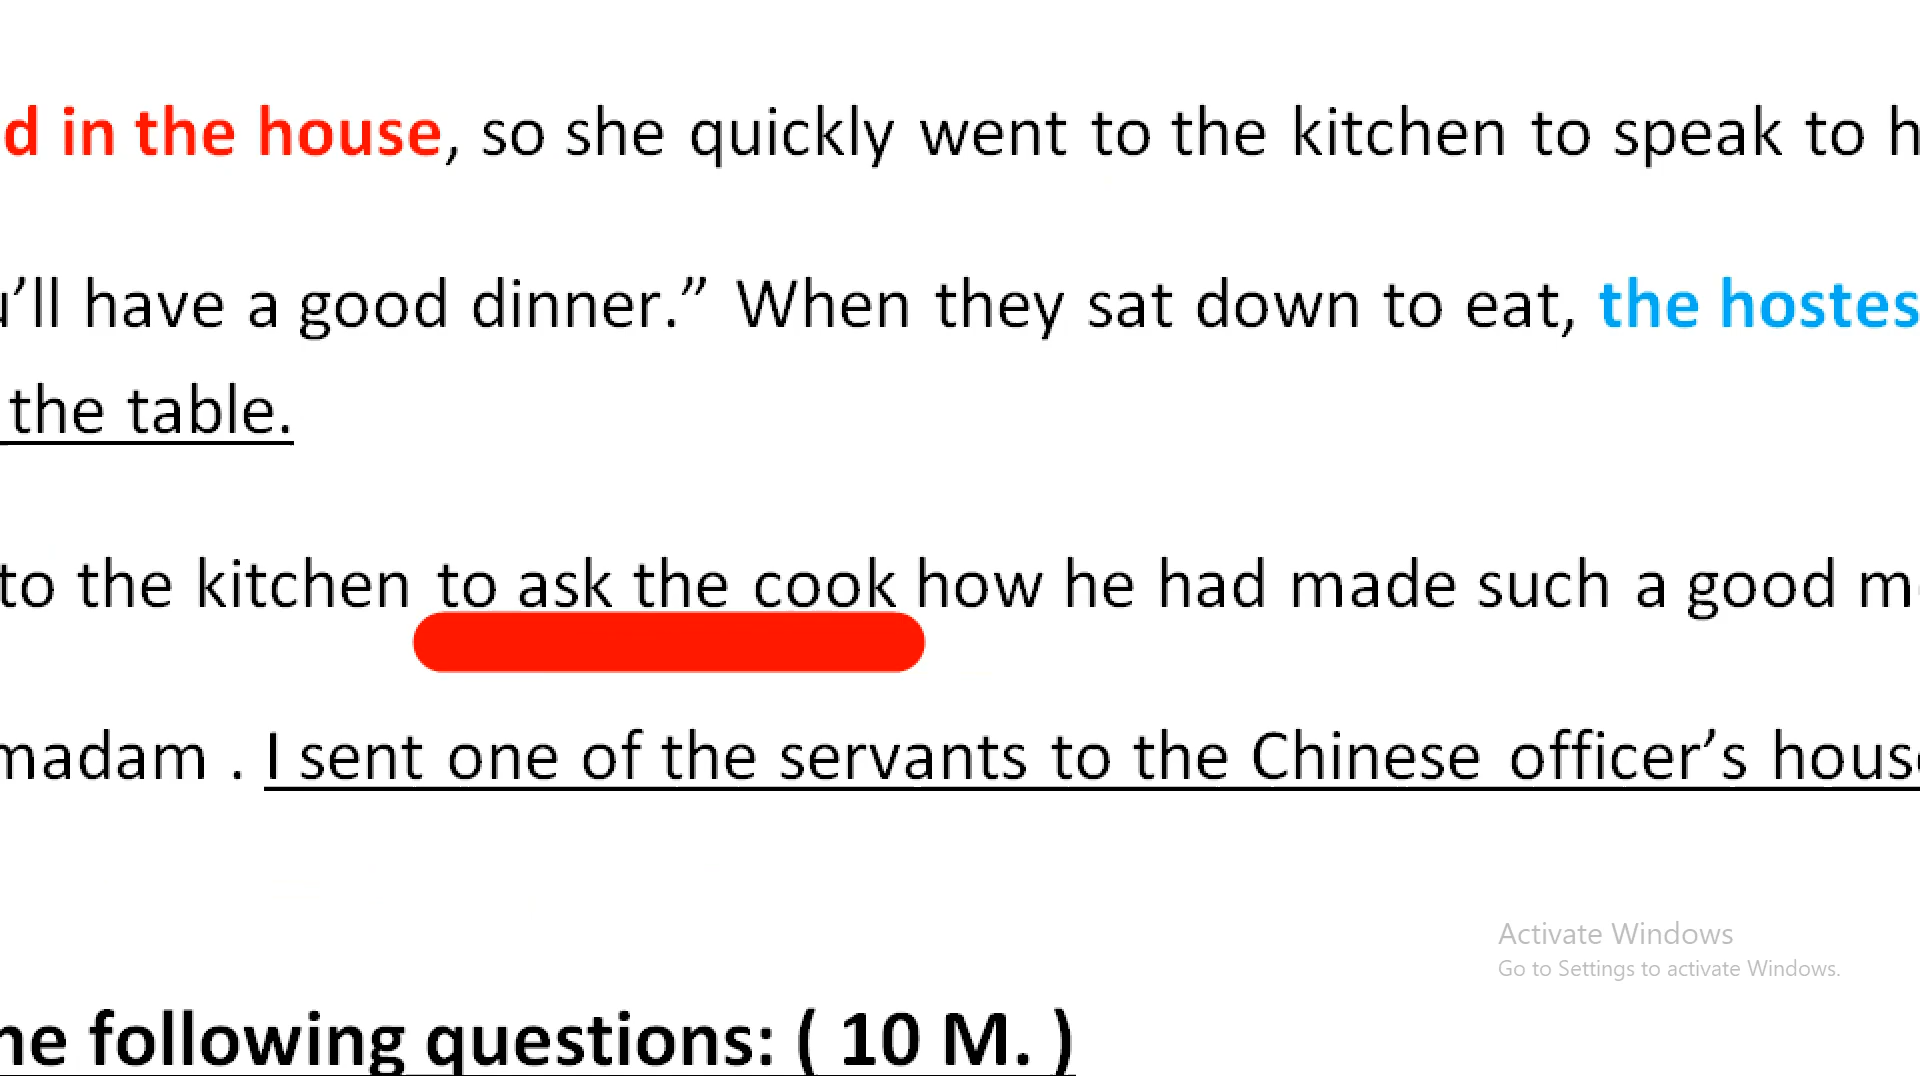 d in the house, so she quickly went to the kitchen to speak to h
u’ll have a good dinner.” When they sat down to eat, the hostes
the table.
to the kitchen to ask the cook how he had made such a good m
madam . I sent one of the servants to the Chinese officer’s hous
Activate Windows
Go to Settings to activate Windows.
he following questions: ( 10 M. )